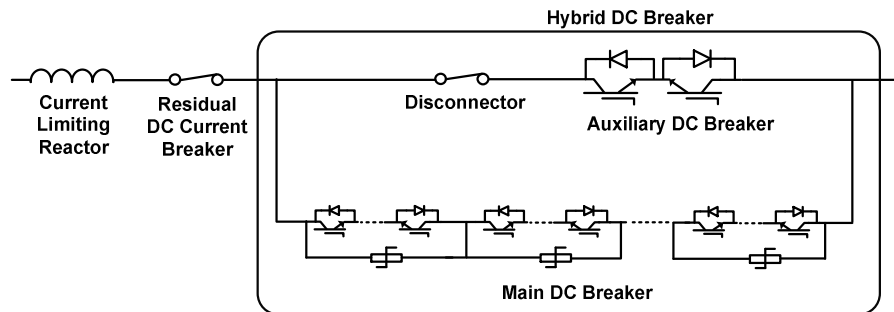 Hybrid DC Breaker
Current
Limiting
Reactor
Residual
DC Current
Breaker
Disconnector
Auxiliary DC Breaker
Main DC Breaker